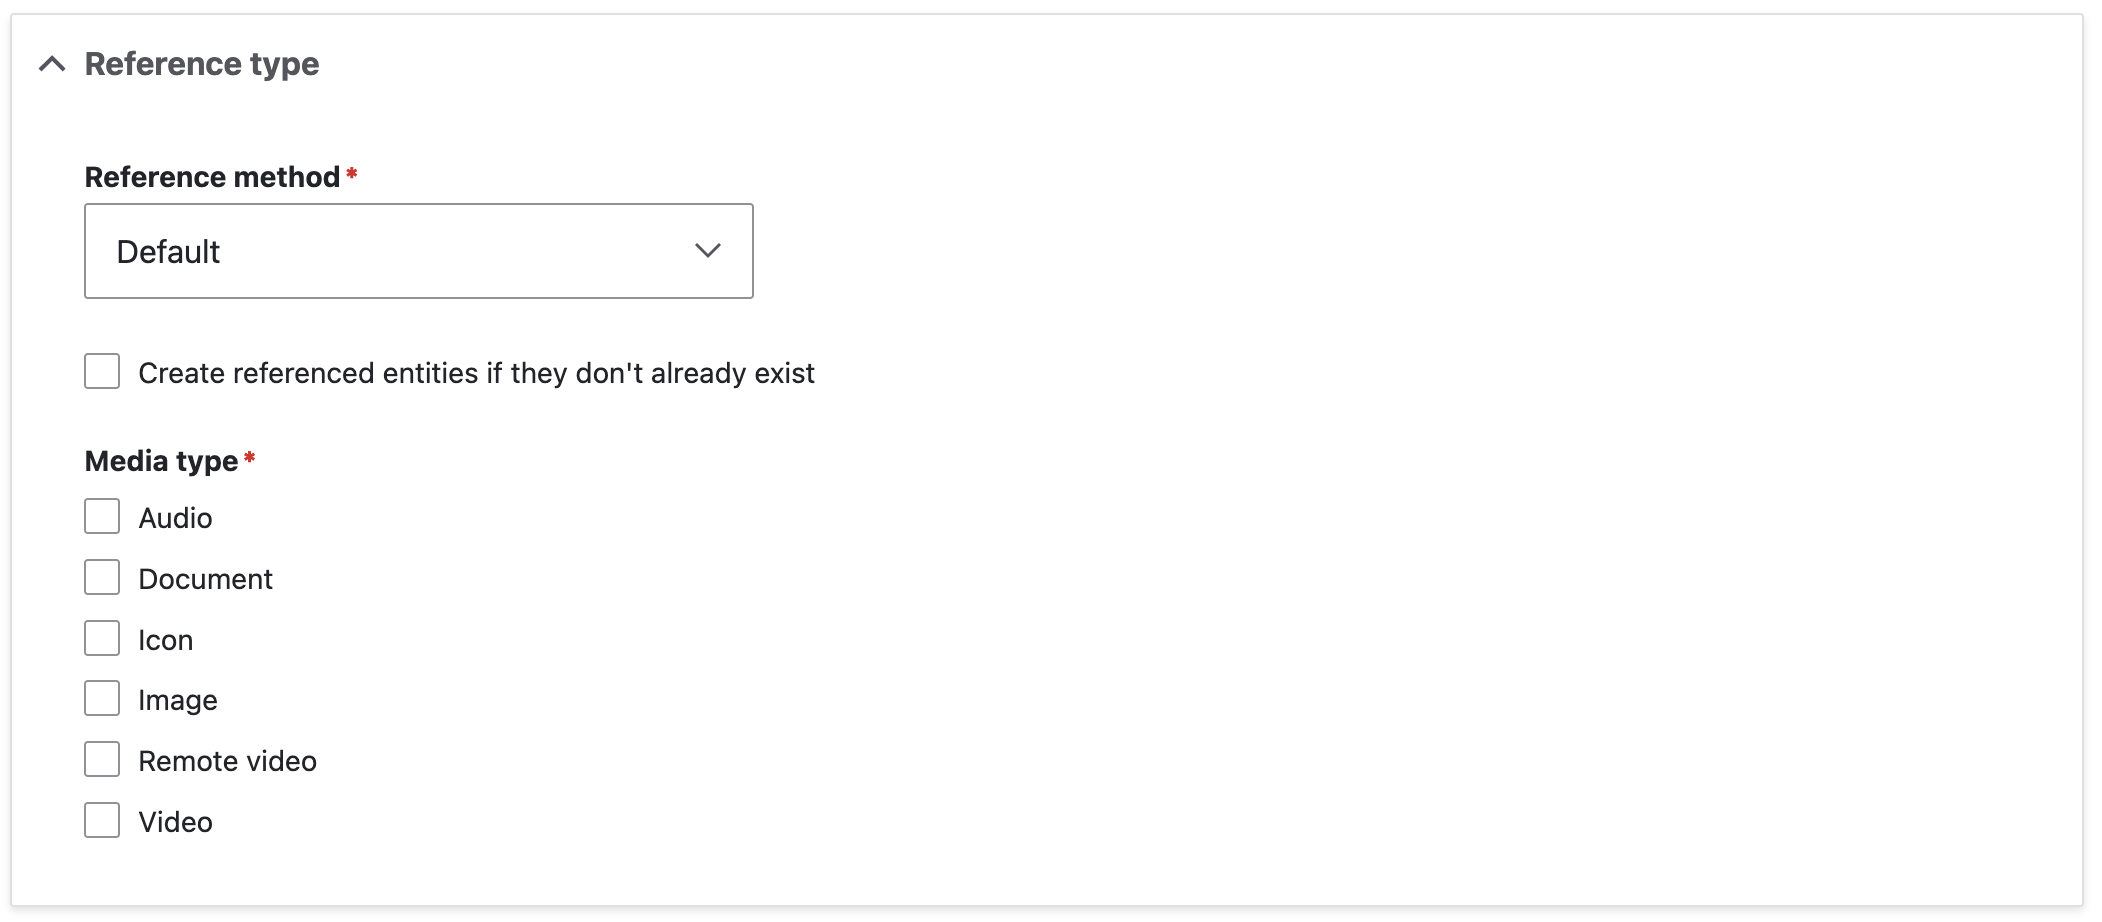 Reference type
Reference method*
Default
Create referenced entities if they don't already exist
Media type*
Audio
Document
Icon
Image
Remote video
Video